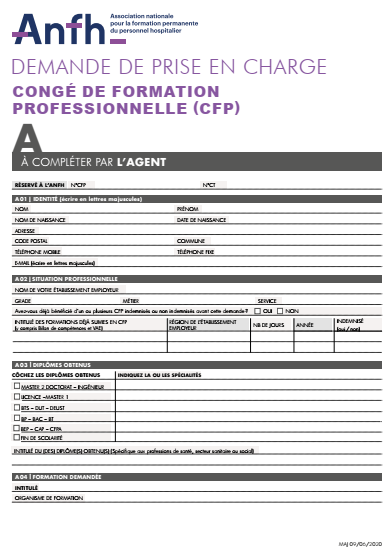 Anfh
Association nationale
pour la formation permanente
du personnel hospitalier
DEMANDE DE PRISE EN CHARGE
CONGÉ DE FORMATION
PROFESSIONNELLE (CFP)
A
À COMPLÉTER PAR L'AGENT
RÉSERVÉ À L'ANFH N°CFP N°CT
A01 | IDENTITÉ (écrire en lettres majuscules)
NOM PRÉNOM
NOM DE NAISSANCE DATE DE NAISSANCE
ADRESSE
CODE POSTAL COMMUNE
TÉLÉPHONE MOBILE TÉLÉPHONE FIXE
E-MAIL (écrire en lettres majuscules)
A02 | SITUATION PROFESSIONNELLE
NOM DE VOTRE ÉTABLISSEMENT EMPLOYEUR
GRADE MÉTIER SERVICE
Avez-vous déjà bénéficié d'un ou plusieurs CFP indemnisés ou non indemnisés avant cette demande ? OUI NON
INTITULÉ DES FORMATIONS DÉJÀ SUIVIES EN CFP RÉGION DE L'ÉTABLISSEMENT NB DE JOURS ANNÉE INDEMNISÉ
(y compris Bilan de compétences et VAE) EMPLOYEUR (oui / non)
A03 | DIPLÔMES OBTENUS
COCHEZ LES DIPLÔMES OBTENUS INDIQUEZ LA OU LES SPÉCIALITÉS
MASTER 2 DOCTORAT – INGÉNIEUR
LICENCE –MASTER 1
BTS – DUT – DEUST
BP – BAC – BT
BEP – CAP – CFPA
FIN DE SCOLARITÉ
INTITULÉ DU (DES) DIPLÔME(S) OBTENU(S) (Spécifique aux professions de santé, secteur sanitaire ou social)
A04 | FORMATION DEMANDÉE
INTITULÉ
ORGANISME DE FORMATION
MAJ 09/06/2020